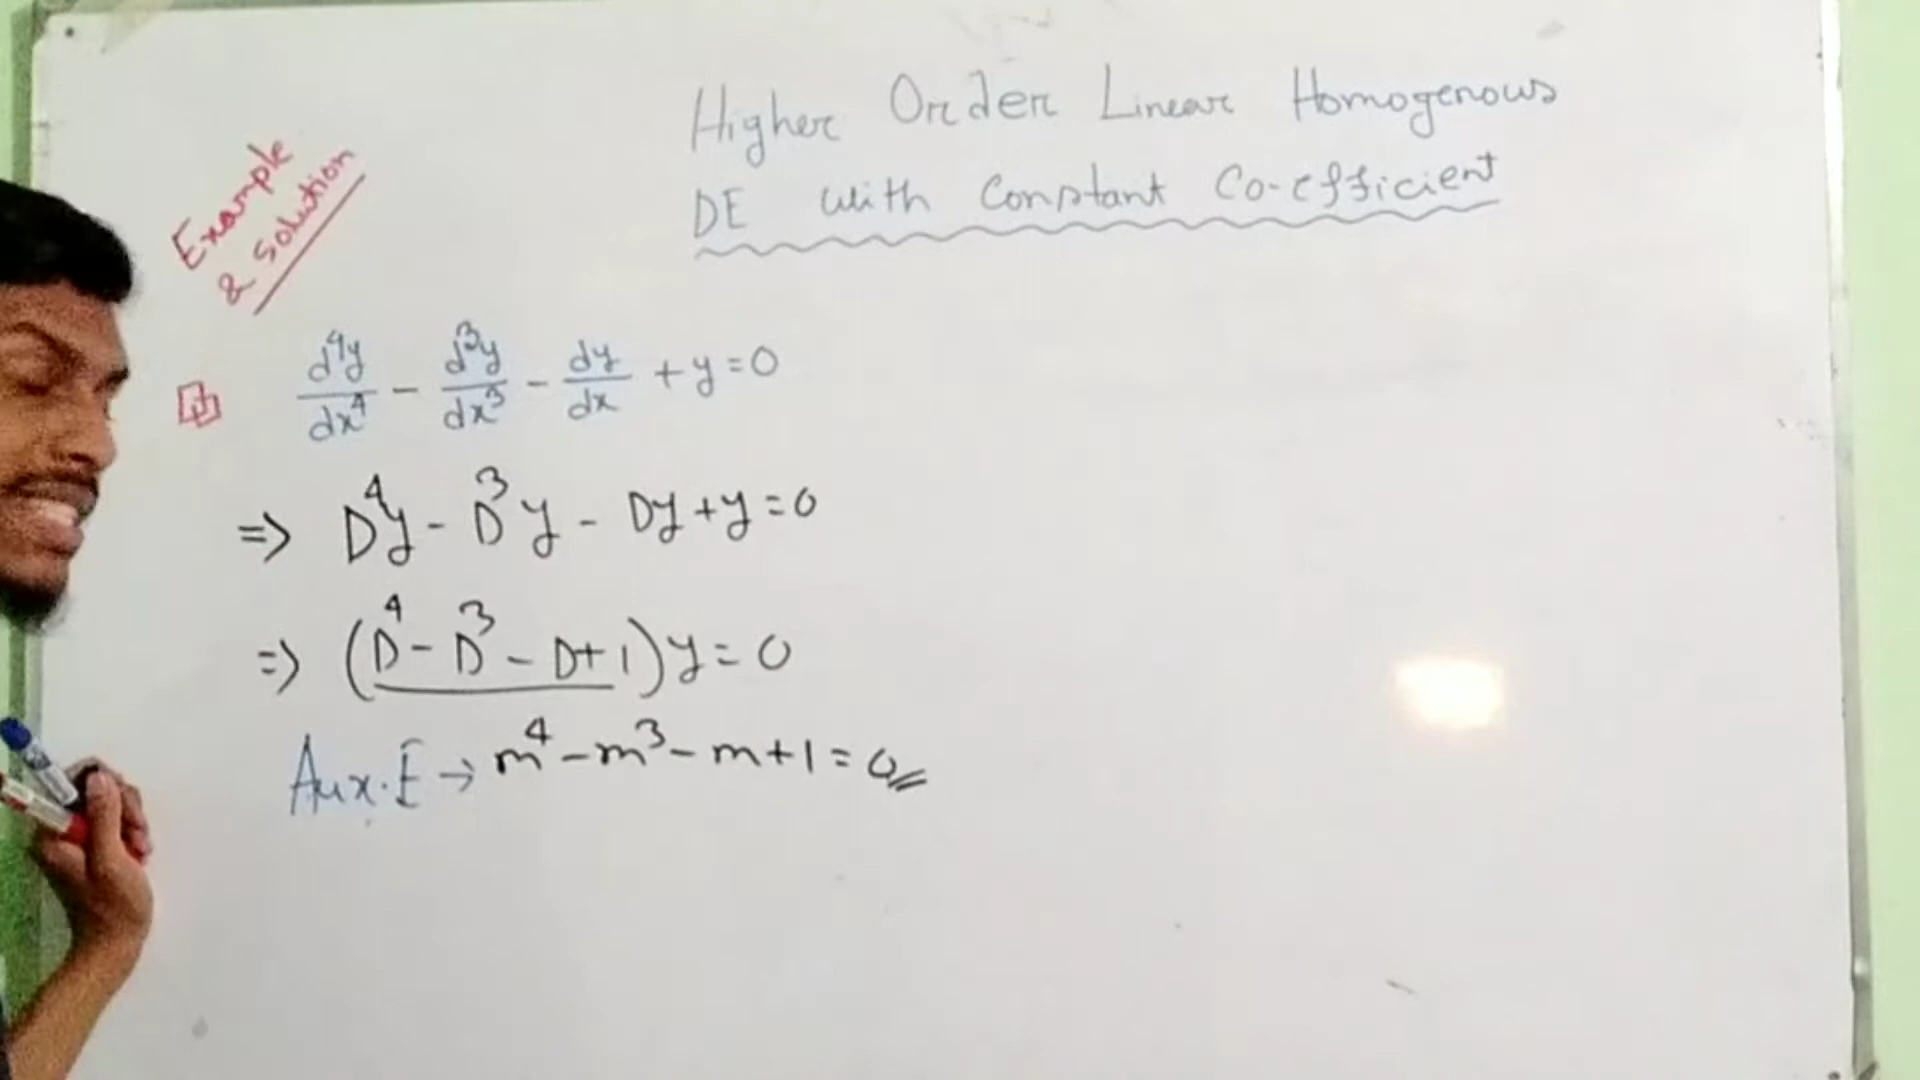 Higher Order Linear Homogenous
DE with Constant Co-efficient
Example
& Solution
d⁴y/dx⁴ - d³y/dx³ - dy/dx + y = 0
=> D⁴y - D³y - Dy + y = 0
=> (D⁴ - D³ - D + 1)y = 0
Aux.E → m⁴ - m³ - m + 1 = 0